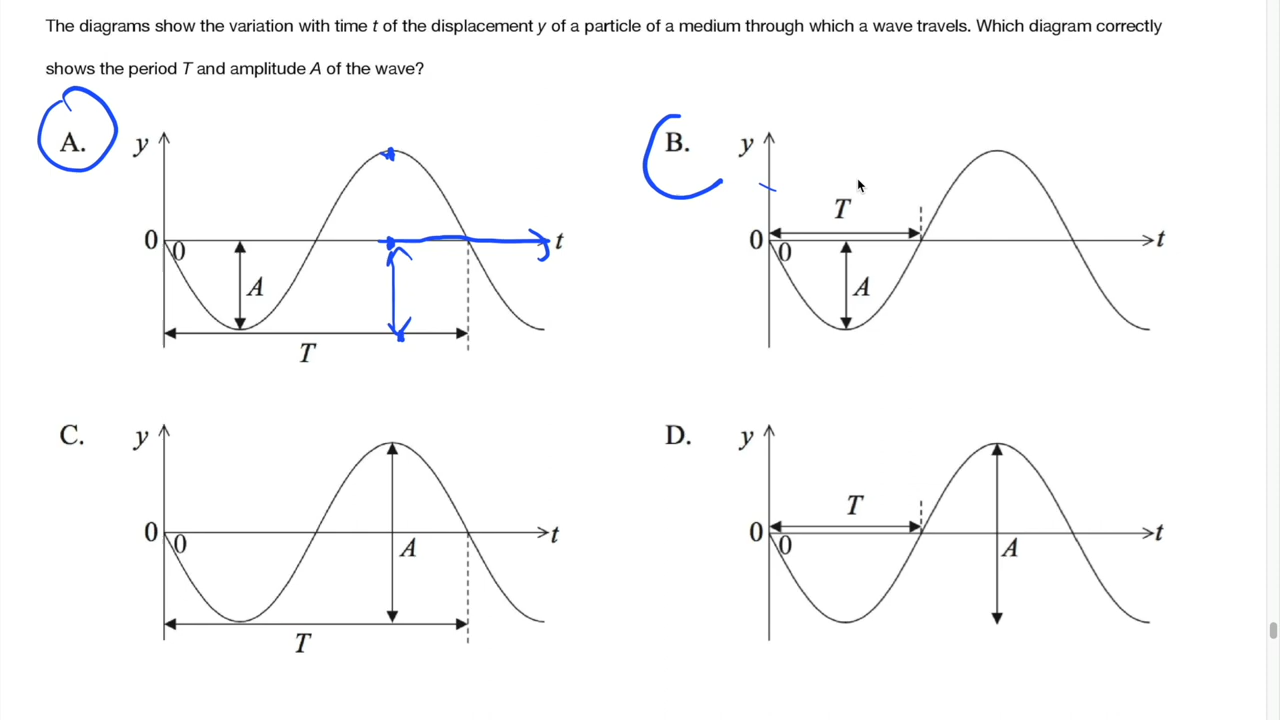 The diagrams show the variation with time t of the displacement y of a particle of a medium through which a wave travels. Which diagram correctly
shows the period T and amplitude A of the wave?
A.
y
0
0
A
T
t
B.
y
T
0
0
A
t
C.
y
0
0
A
T
t
D.
y
T
0
0
A
t